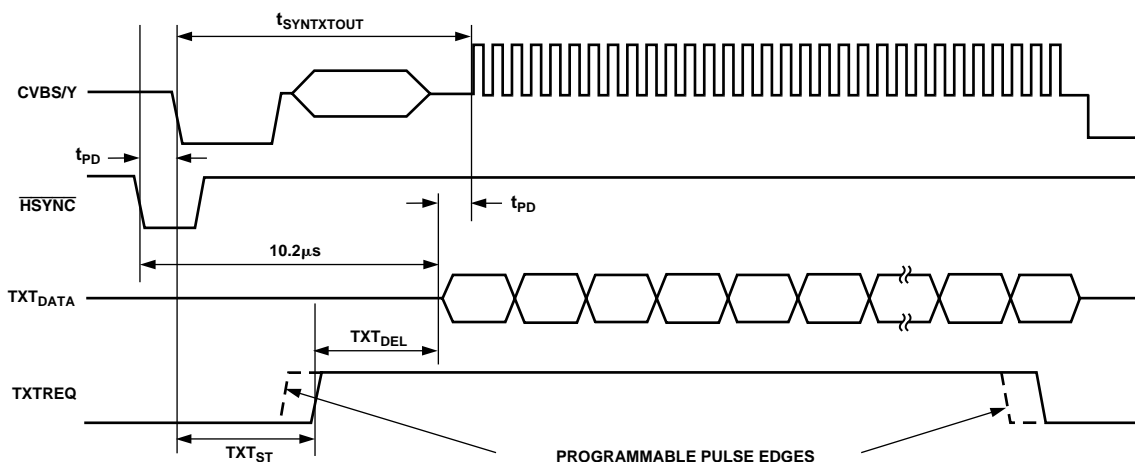 tSYNTXTOUT
CVBS/Y
tPD
HSYNC
tPD
10.2μs
TXTDATA
TXTDEL
TXTREQ
TXTST
PROGRAMMABLE PULSE EDGES